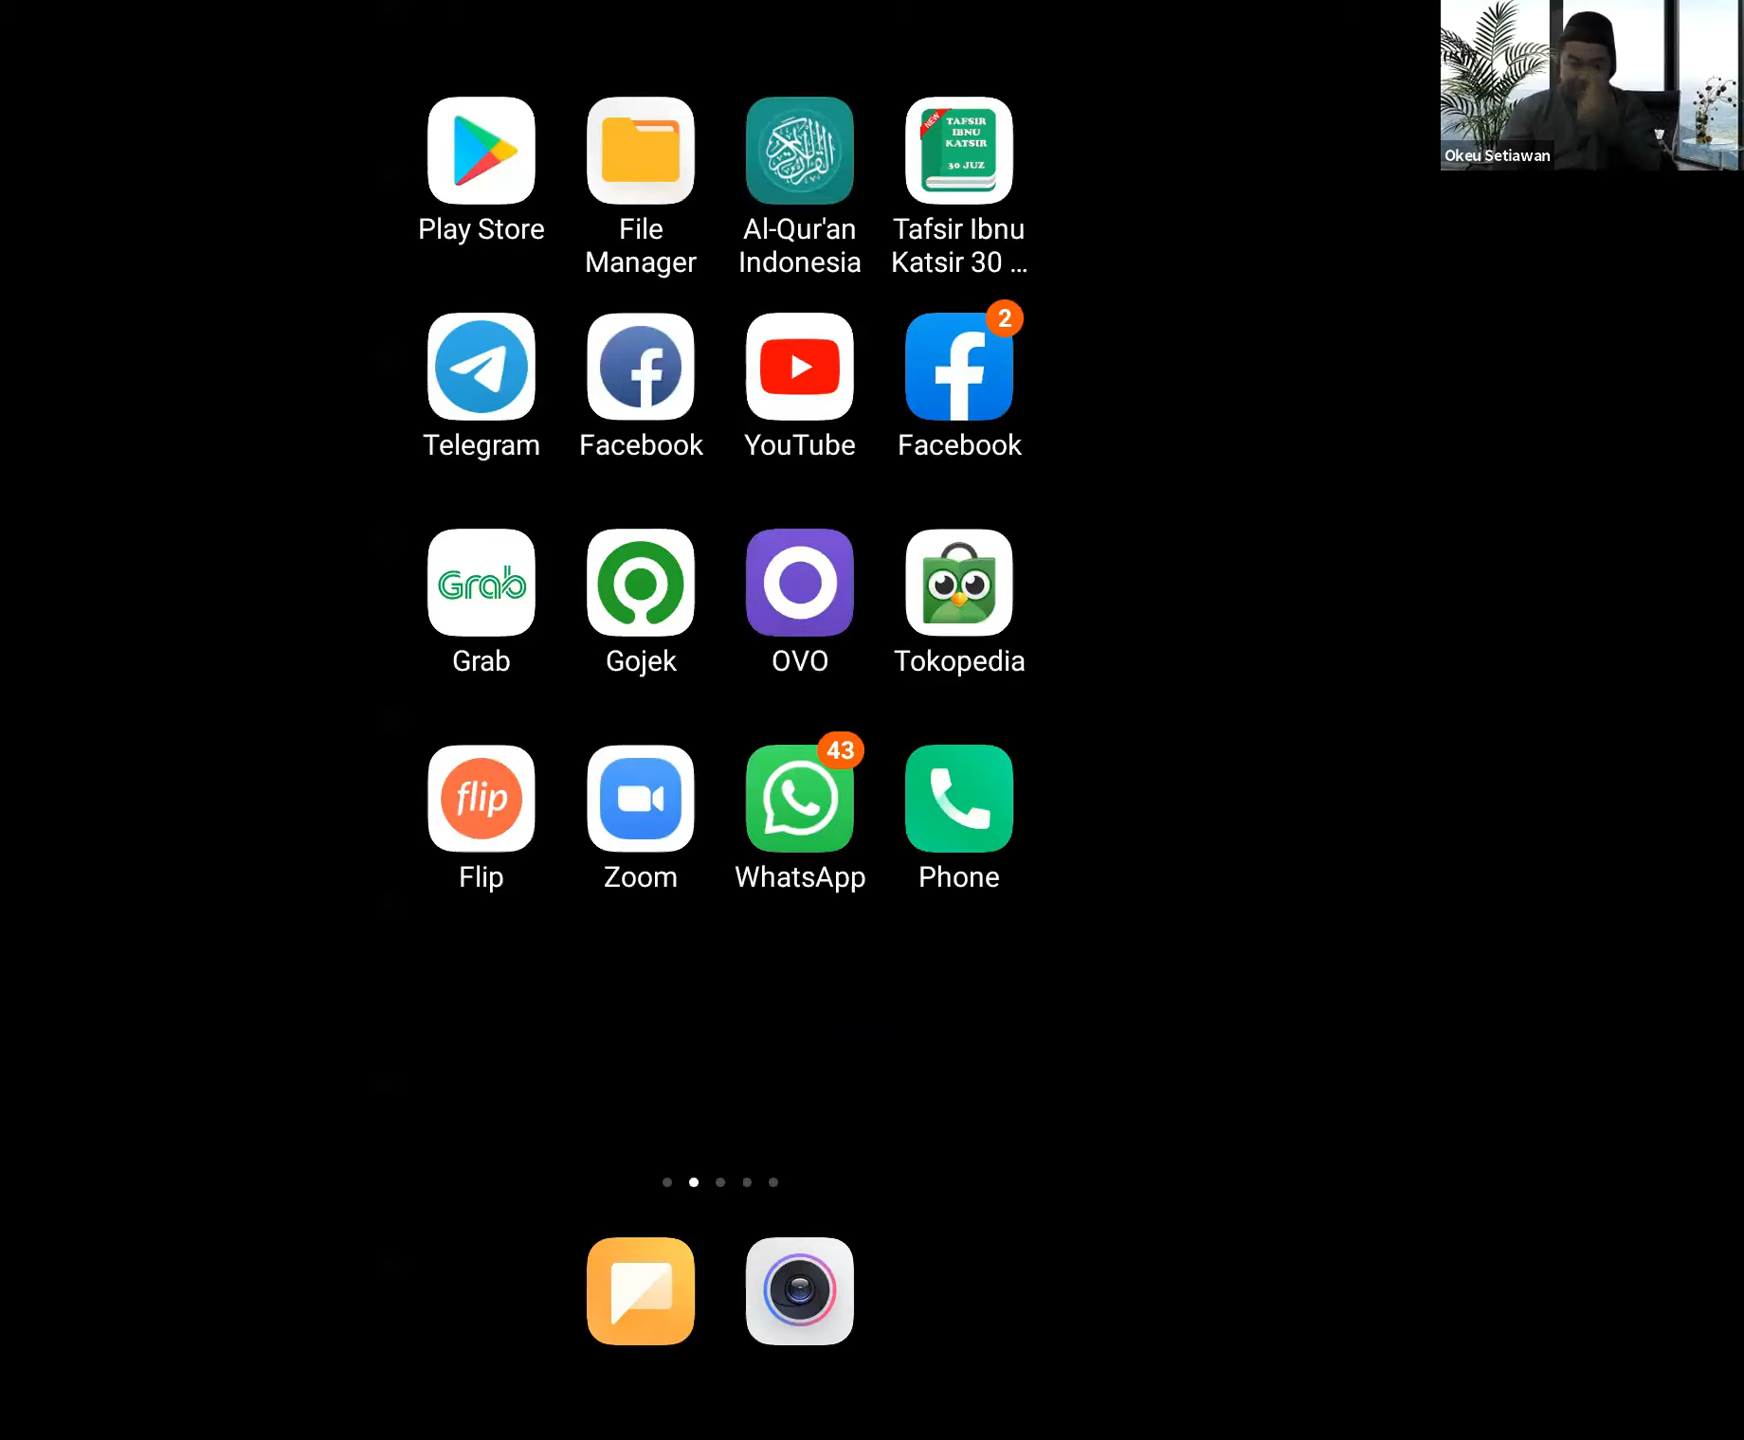 Okeu Setiawan
NEW
TAFSIR
IBNU
KATSIR
30 JUZ
Play Store
File
Manager
Al-Qur'an
Indonesia
Tafsir Ibnu
Katsir 30 ...
2
Telegram
Facebook
YouTube
Facebook
Grab
Grab
Gojek
OVO
Tokopedia
43
flip
Flip
Zoom
WhatsApp
Phone